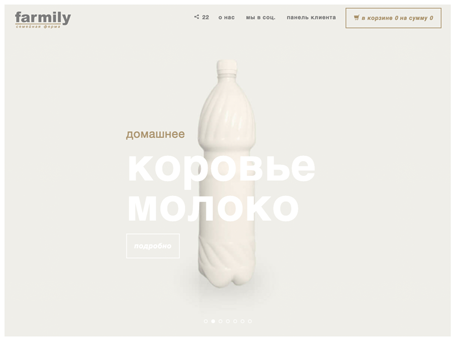 farmily
семейная ферма
22 о нас мы в соц. панель клиента
в корзине 0 на сумму 0
домашнее
коровье
молоко
подробнее